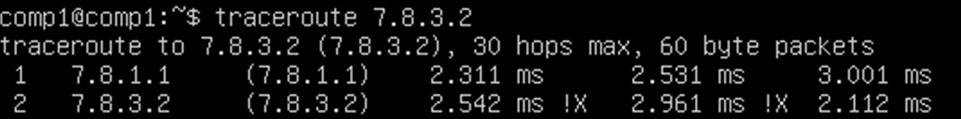 comp1@comp1:~$ traceroute 7.8.3.2
traceroute to 7.8.3.2 (7.8.3.2), 30 hops max, 60 byte packets
1 7.8.1.1 (7.8.1.1) 2.311 ms 2.531 ms 3.001 ms
2 7.8.3.2 (7.8.3.2) 2.542 ms !X 2.961 ms !X 2.112 ms